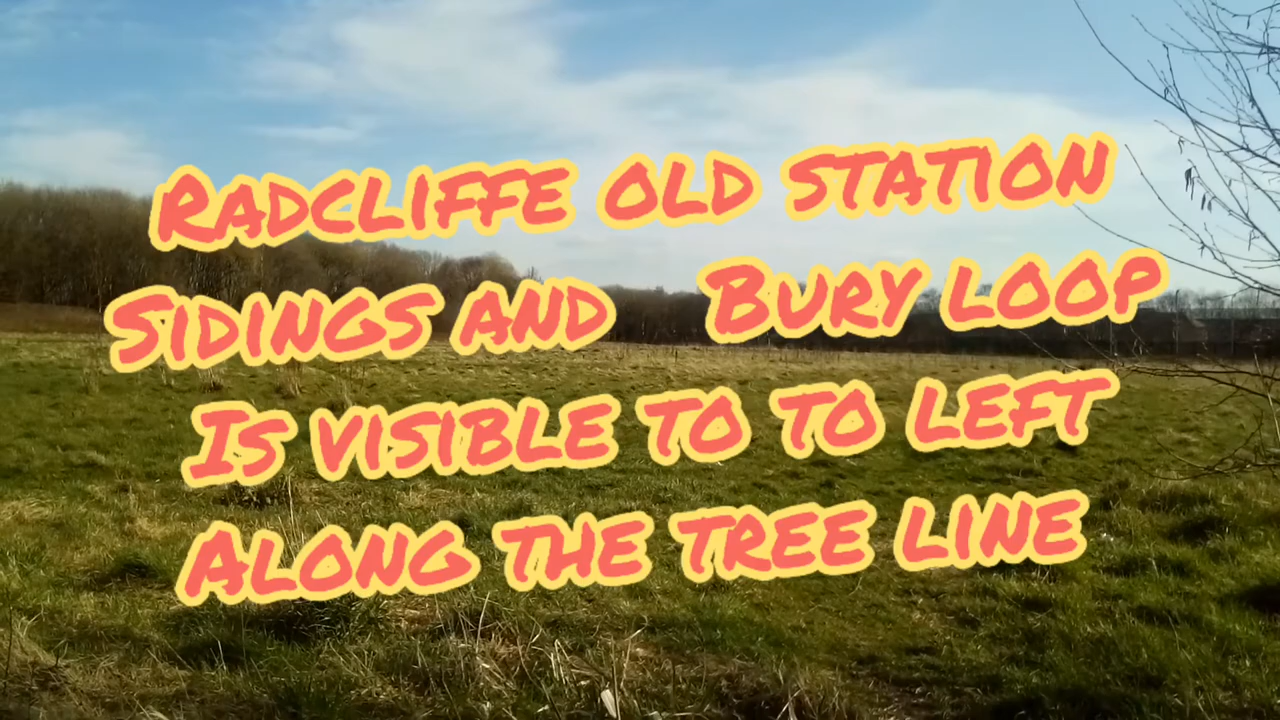 Radcliffe old station
Sidings and Bury loop
Is visible to to left
Along the tree line